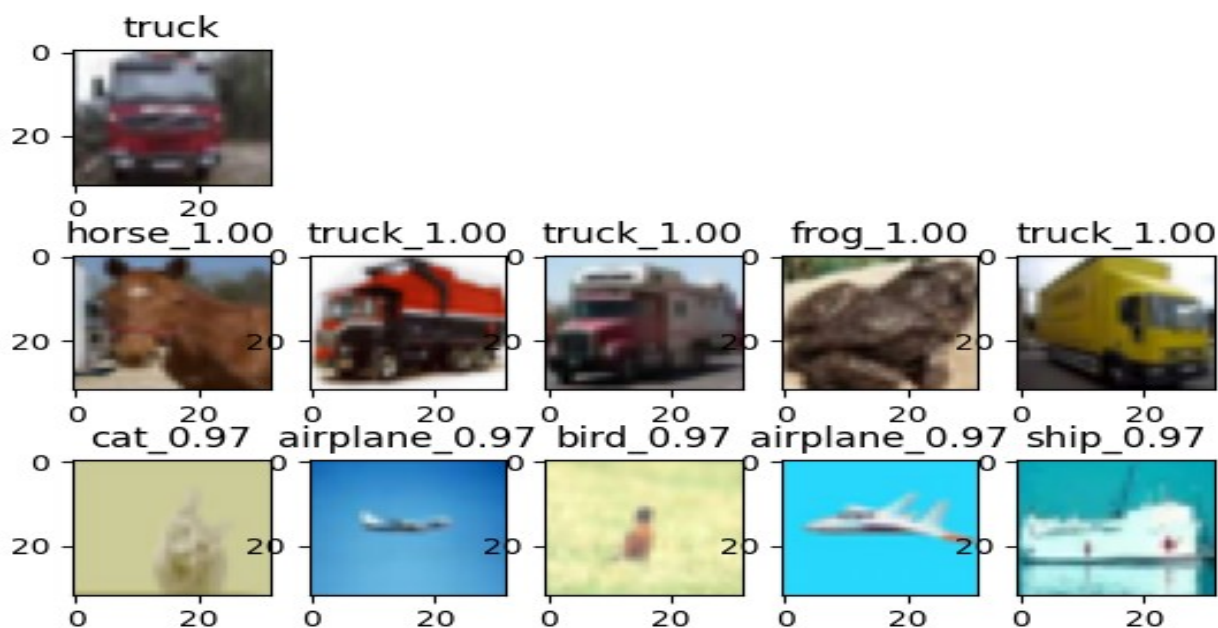 truck
0
20
0 20
horse_1.00 truck_1.00 truck_1.00 frog_1.00 truck_1.00
0 0 0 0 0
20 20 20 20 20
0 20 0 20 0 20 0 20 0 20
cat_0.97 airplane_0.97 bird_0.97 airplane_0.97 ship_0.97
0 0 0 0 0
20 20 20 20 20
0 20 0 20 0 20 0 20 0 20